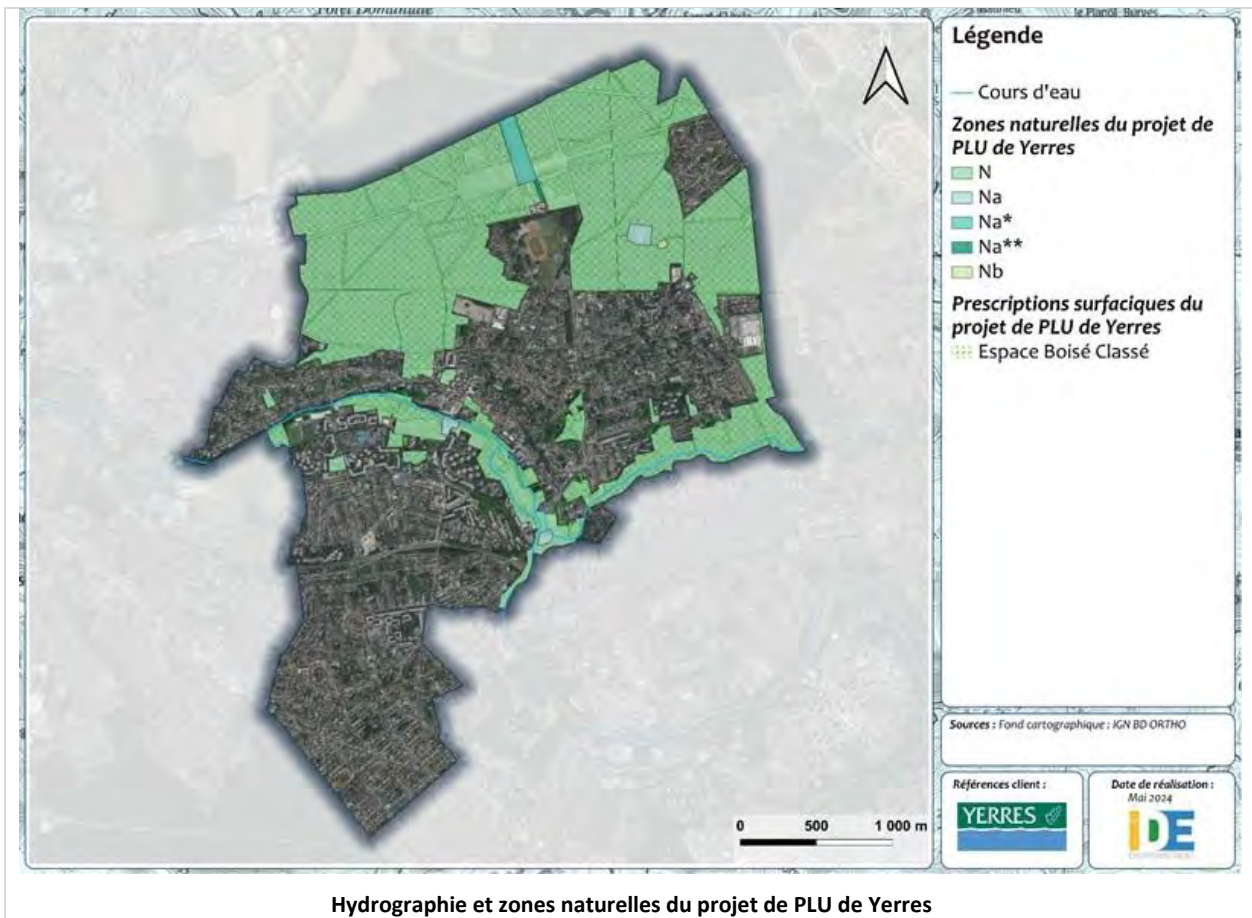 Légende
Cours d'eau
Zones naturelles du projet de
PLU de Yerres
N
Na
Na*
Na**
Nb
Prescriptions surfaciques du
projet de PLU de Yerres
Espace Boisé Classé
0 500 1 000 m
Sources : Fond cartographique : IGN BD ORTHO
Références client :
YERRES
Date de réalisation :
Mai 2024
IDE
Hydrographie et zones naturelles du projet de PLU de Yerres